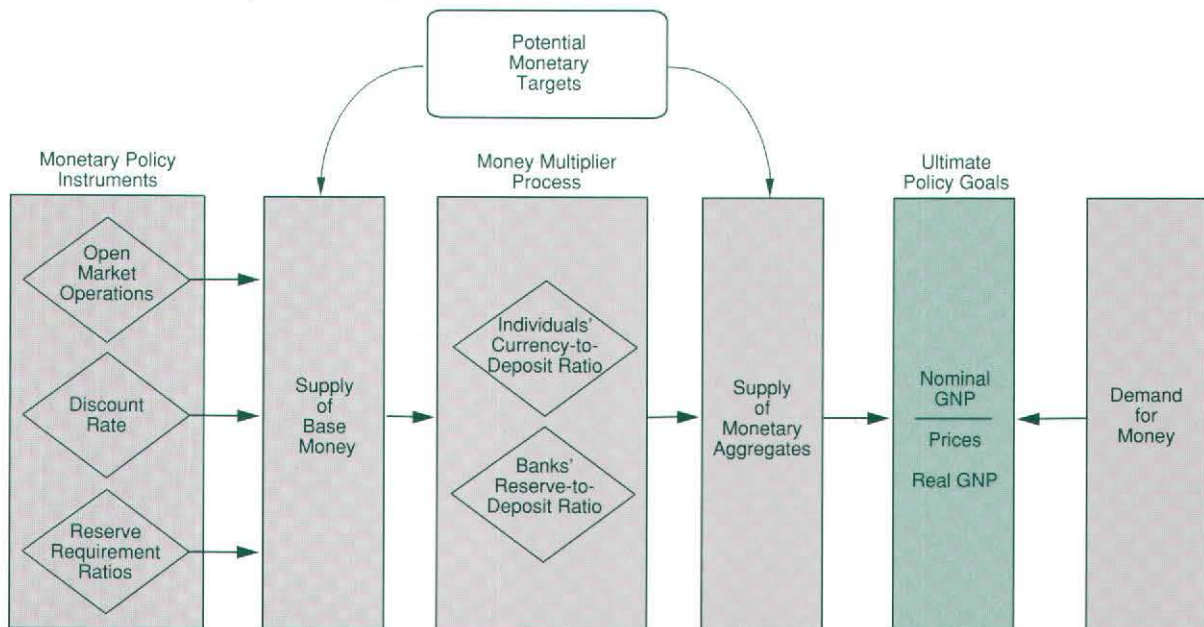 Potential
Monetary
Targets
Monetary Policy
Instruments
Open
Market
Operations
Discount
Rate
Reserve
Requirement
Ratios
Supply
of
Base
Money
Money Multiplier
Process
Individuals'
Currency-to-
Deposit Ratio
Banks'
Reserve-to-
Deposit Ratio
Supply
of
Monetary
Aggregates
Ultimate
Policy Goals
Nominal
GNP
Prices
Real GNP
Demand
for
Money